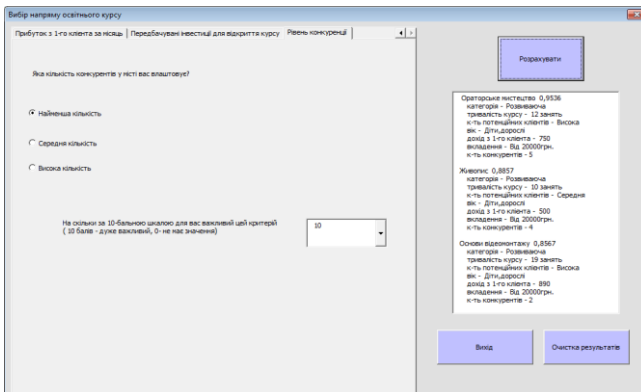 Вибір напряму освітнього курсу
Прибуток з 1-го клієнта за місяць
Передбачувані інвестиції для відкриття курсу
Рівень конкуренції
Яка кількість конкурентів у місті вас влаштовує?
Найменша кількість
Середня кількість
Висока кількість
На скільки за 10-бальною шкалою для вас важливий цей критерій
( 10 балів - дуже важливий, 0- не має значення)
10
Розрахувати
Ораторське мистецтво 0,9536
категорія - Розвиваюча
тривалість курсу - 12 занять
к-ть потенційних клієнтів - Висока
вік - Діти,дорослі
дохід з 1-го клієнта - 750
вкладення - Від 20000грн.
к-ть конкурентів - 5
Живопис 0,8857
категорія - Розвиваюча
тривалість курсу - 10 занять
к-ть потенційних клієнтів - Середня
вік - Діти,дорослі
дохід з 1-го клієнта - 500
вкладення - Від 20000грн.
к-ть конкурентів - 4
Основи відеомонтажу 0,8567
категорія - Розвиваюча
тривалість курсу - 19 занять
к-ть потенційних клієнтів - Висока
вік - Діти,дорослі
дохід з 1-го клієнта - 890
вкладення - Від 20000грн.
к-ть конкурентів - 2
Вихід
Очистка результатів